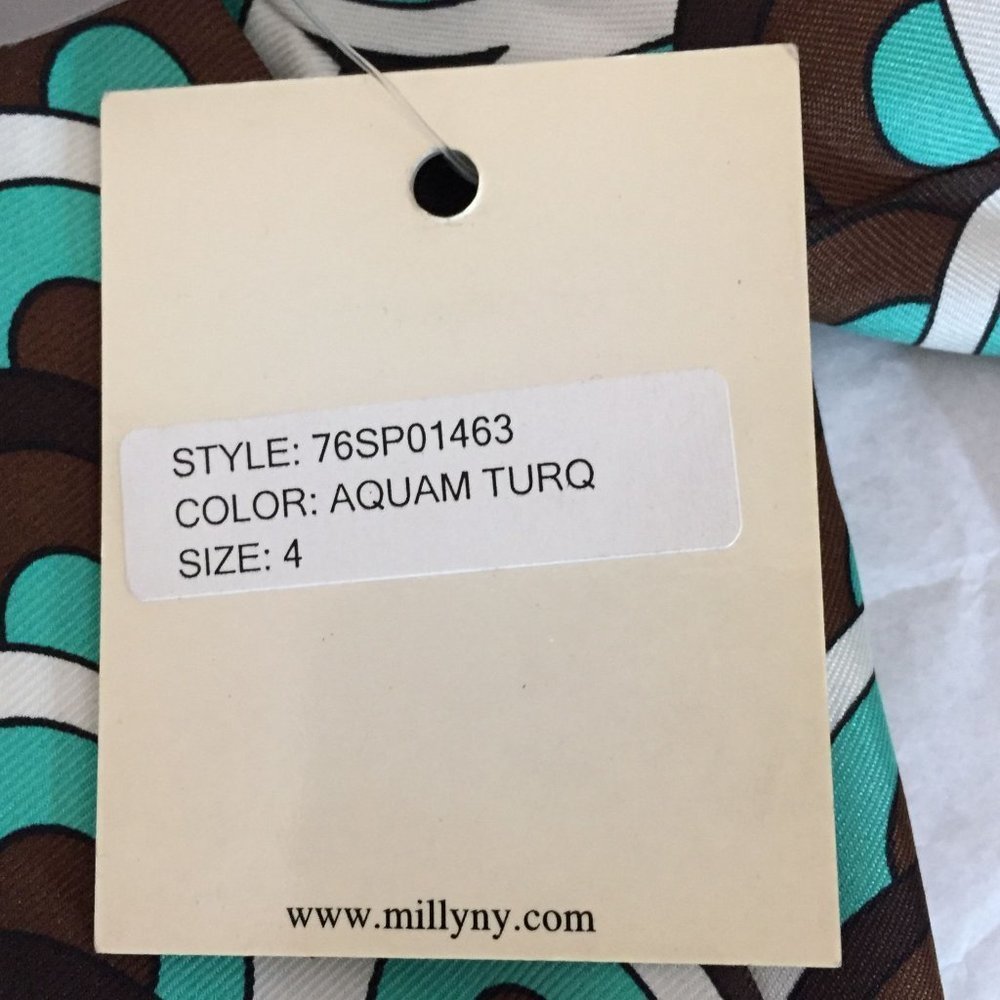 STYLE: 76SP01463
COLOR: AQUAM TURQ
SIZE: 4
www.millyny.com